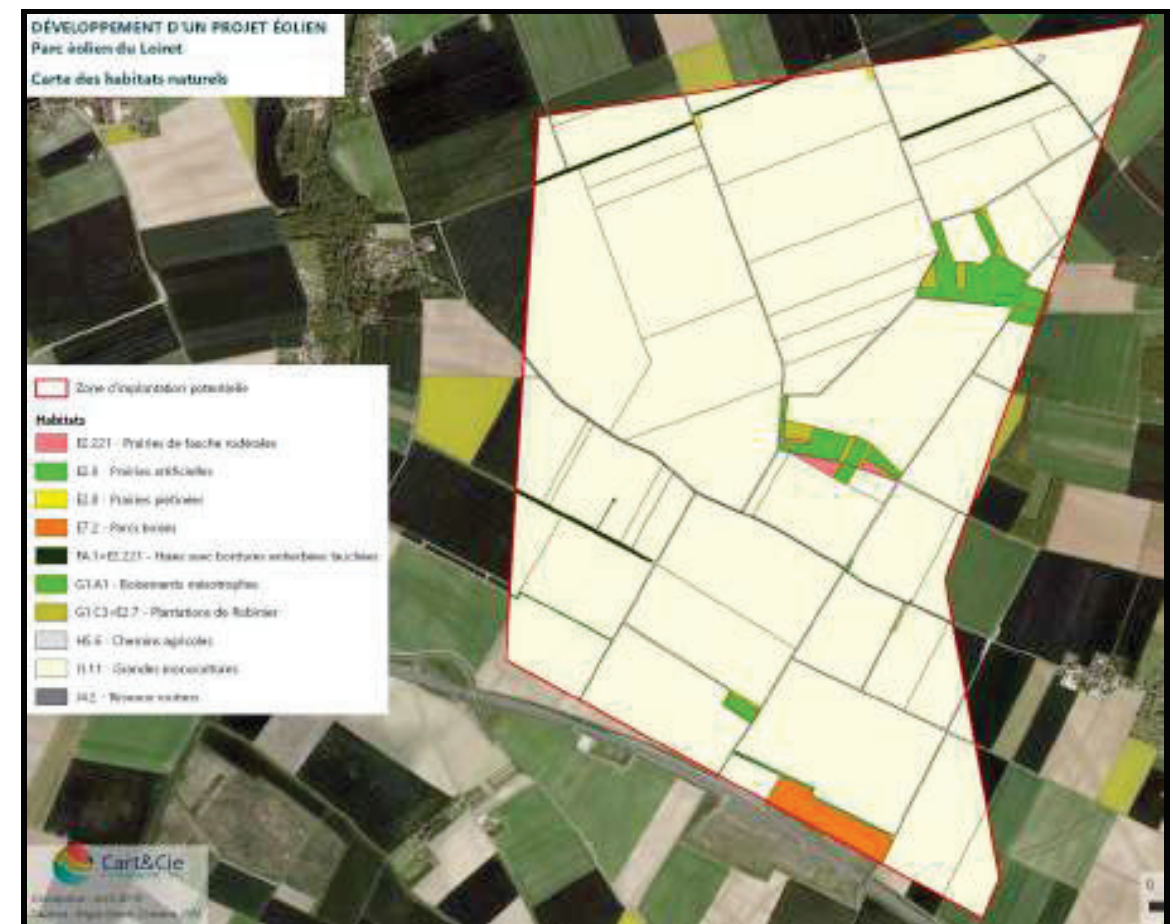 DÉVELOPPEMENT D'UN PROJET ÉOLIEN
Parc éolien du Loiret
Carte des habitats naturels
Zone d'implantation potentielle
Habitats
E2.221 - Prairies de fauche rudérales
E2.6 - Prairies artificielles
E2.8 - Prairies piétinées
E7.2 - Parcs boisés
FA.1×E2.221 - Haies avec bordures enherbées fauchées
G1.A1 - Boisements mésotrophes
G1.C3×E2.7 - Plantations de Robinier
H5.6 - Chemins agricoles
I1.11 - Grandes monocultures
J4.2 - Réseaux routiers
Cart&Cie
0